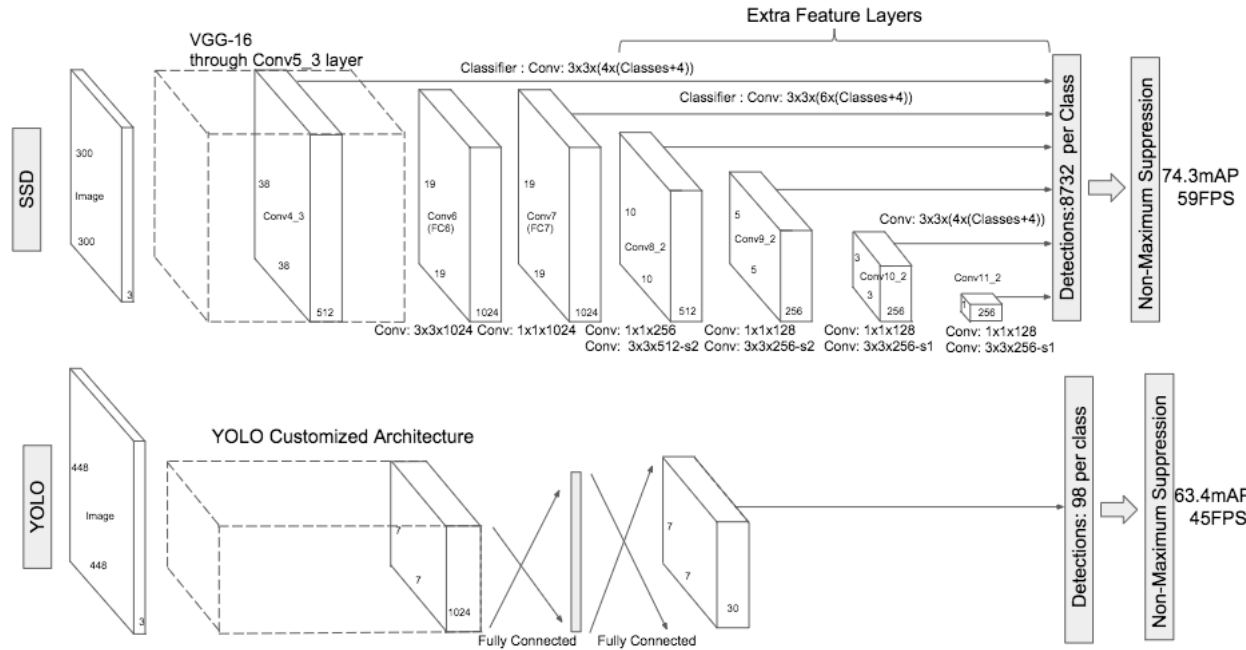 Extra Feature Layers
VGG-16
through Conv5_3 layer
Classifier : Conv: 3x3x(4x(Classes+4))
Classifier : Conv: 3x3x(6x(Classes+4))
SSD
300
Image
300
3
38
Conv4_3
38
512
19
Conv6
(FC6)
19
1024
19
Conv7
(FC7)
19
1024
10
Conv8_2
10
512
5
Conv9_2
5
256
Conv: 3x3x(4x(Classes+4))
3
Conv10_2
3
256
Conv11_2
1
256
Detections:8732 per Class
Non-Maximum Suppression
74.3mAP
59FPS
Conv: 3x3x1024
Conv: 1x1x1024
Conv: 1x1x256
Conv: 3x3x512-s2
Conv: 1x1x128
Conv: 3x3x256-s2
Conv: 1x1x128
Conv: 3x3x256-s1
Conv: 1x1x128
Conv: 3x3x256-s1
YOLO
448
Image
448
3
YOLO Customized Architecture
7
7
1024
Fully Connected
Fully Connected
7
7
30
Detections: 98 per class
Non-Maximum Suppression
63.4mAP
45FPS